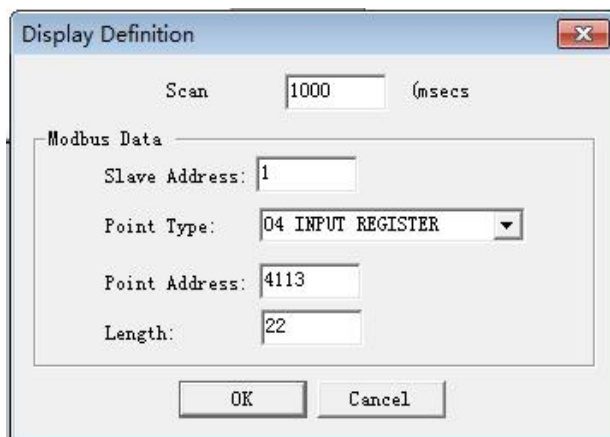 Display Definition
Scan 1000 (msecs
Modbus Data
Slave Address: 1
Point Type: 04 INPUT REGISTER
Point Address: 4113
Length: 22
OK Cancel